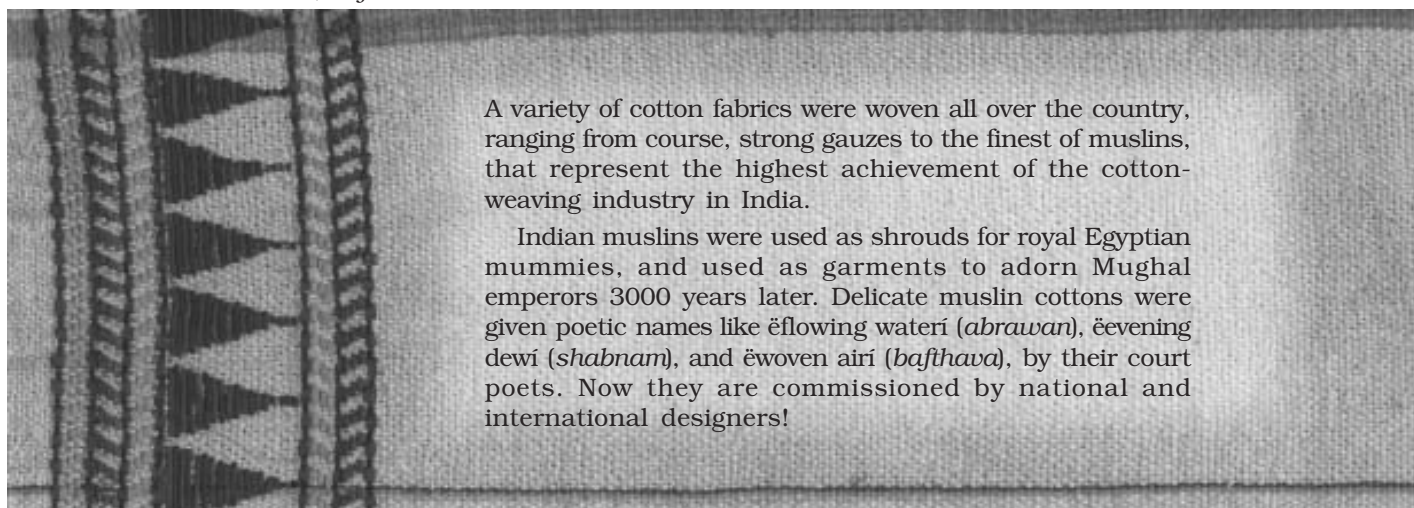 A variety of cotton fabrics were woven all over the country,
ranging from course, strong gauzes to the finest of muslins,
that represent the highest achievement of the cotton-
weaving industry in India.
Indian muslins were used as shrouds for royal Egyptian
mummies, and used as garments to adorn Mughal
emperors 3000 years later. Delicate muslin cottons were
given poetic names like ëflowing waterí (abrawan), ëevening
dewí (shabnam), and ëwoven airí (bafthava), by their court
poets. Now they are commissioned by national and
international designers!